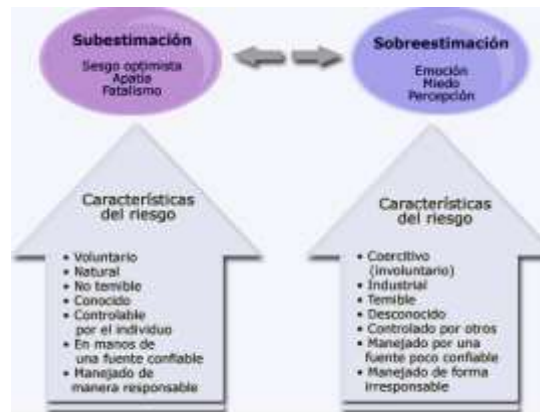 Subestimación
Sesgo optimista
Apatía
Fatalismo
Sobreestimación
Emoción
Miedo
Percepción
Características
del riesgo
• Voluntario
• Natural
• No temible
• Conocido
• Controlable
por el individuo
• En manos de
una fuente confiable
• Manejado de
manera responsable
Características
del riesgo
• Coercitivo
(involuntario)
• Industrial
• Temible
• Desconocido
• Controlado por otros
• Manejado por una
fuente poco confiable
• Manejado de forma
irresponsable